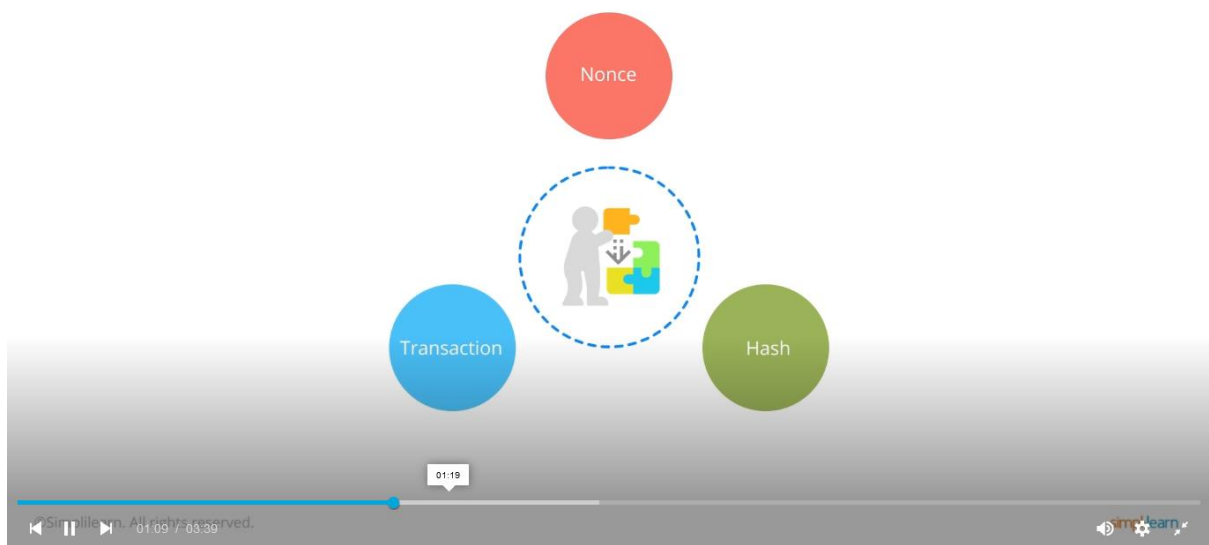 Nonce
Transaction
Hash
01:19
©Simplilearn. All rights reserved.
01:09 / 03:39
simplilearn